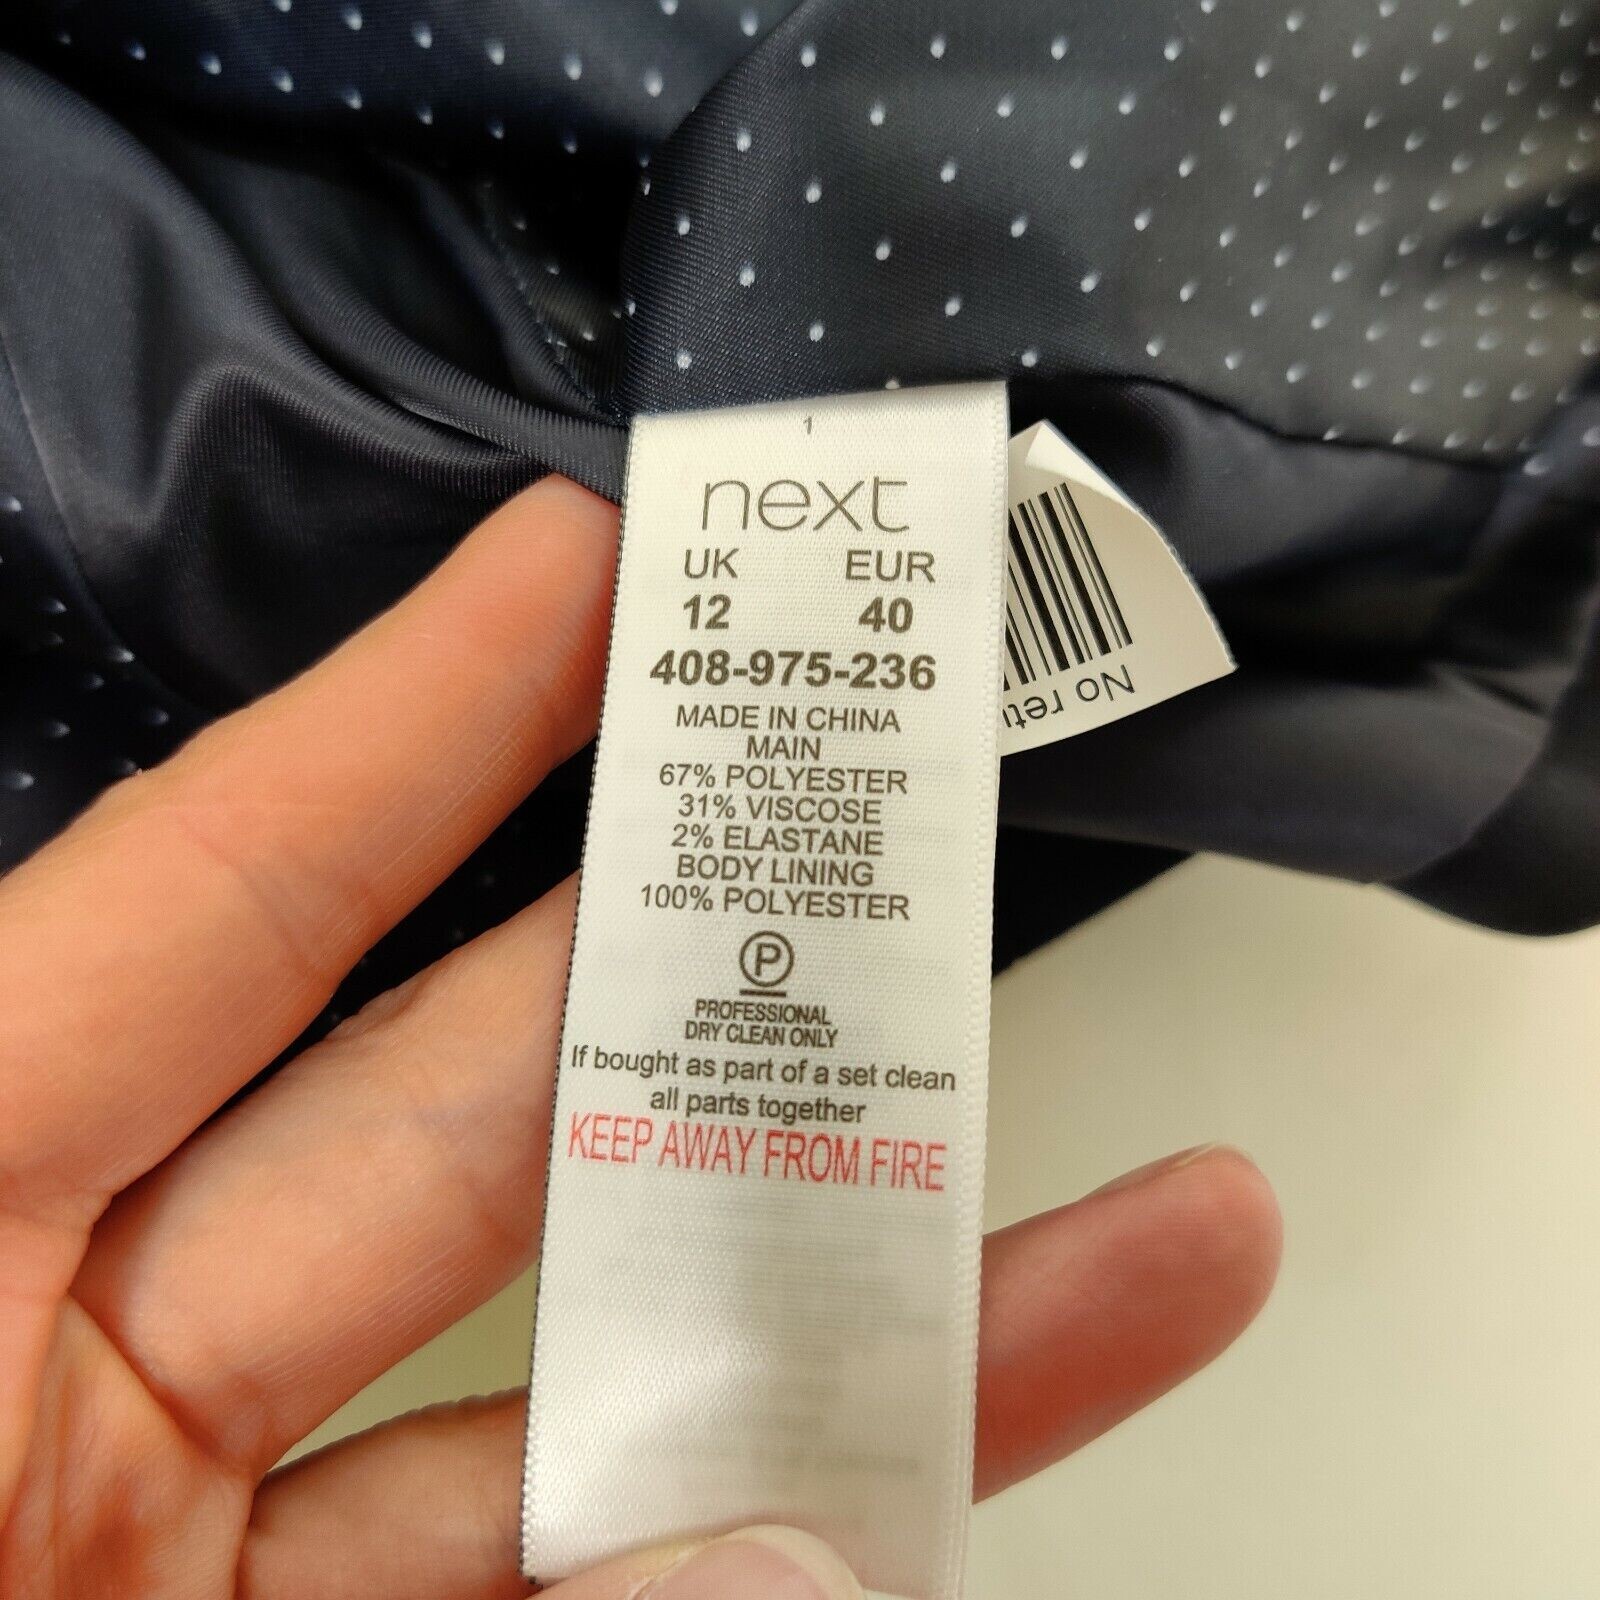 1
next
UK EUR
12 40
408-975-236
MADE IN CHINA
MAIN
67% POLYESTER
31% VISCOSE
2% ELASTANE
BODY LINING
100% POLYESTER
P
PROFESSIONAL
DRY CLEAN ONLY
If bought as part of a set clean
all parts together
KEEP AWAY FROM FIRE
No retu